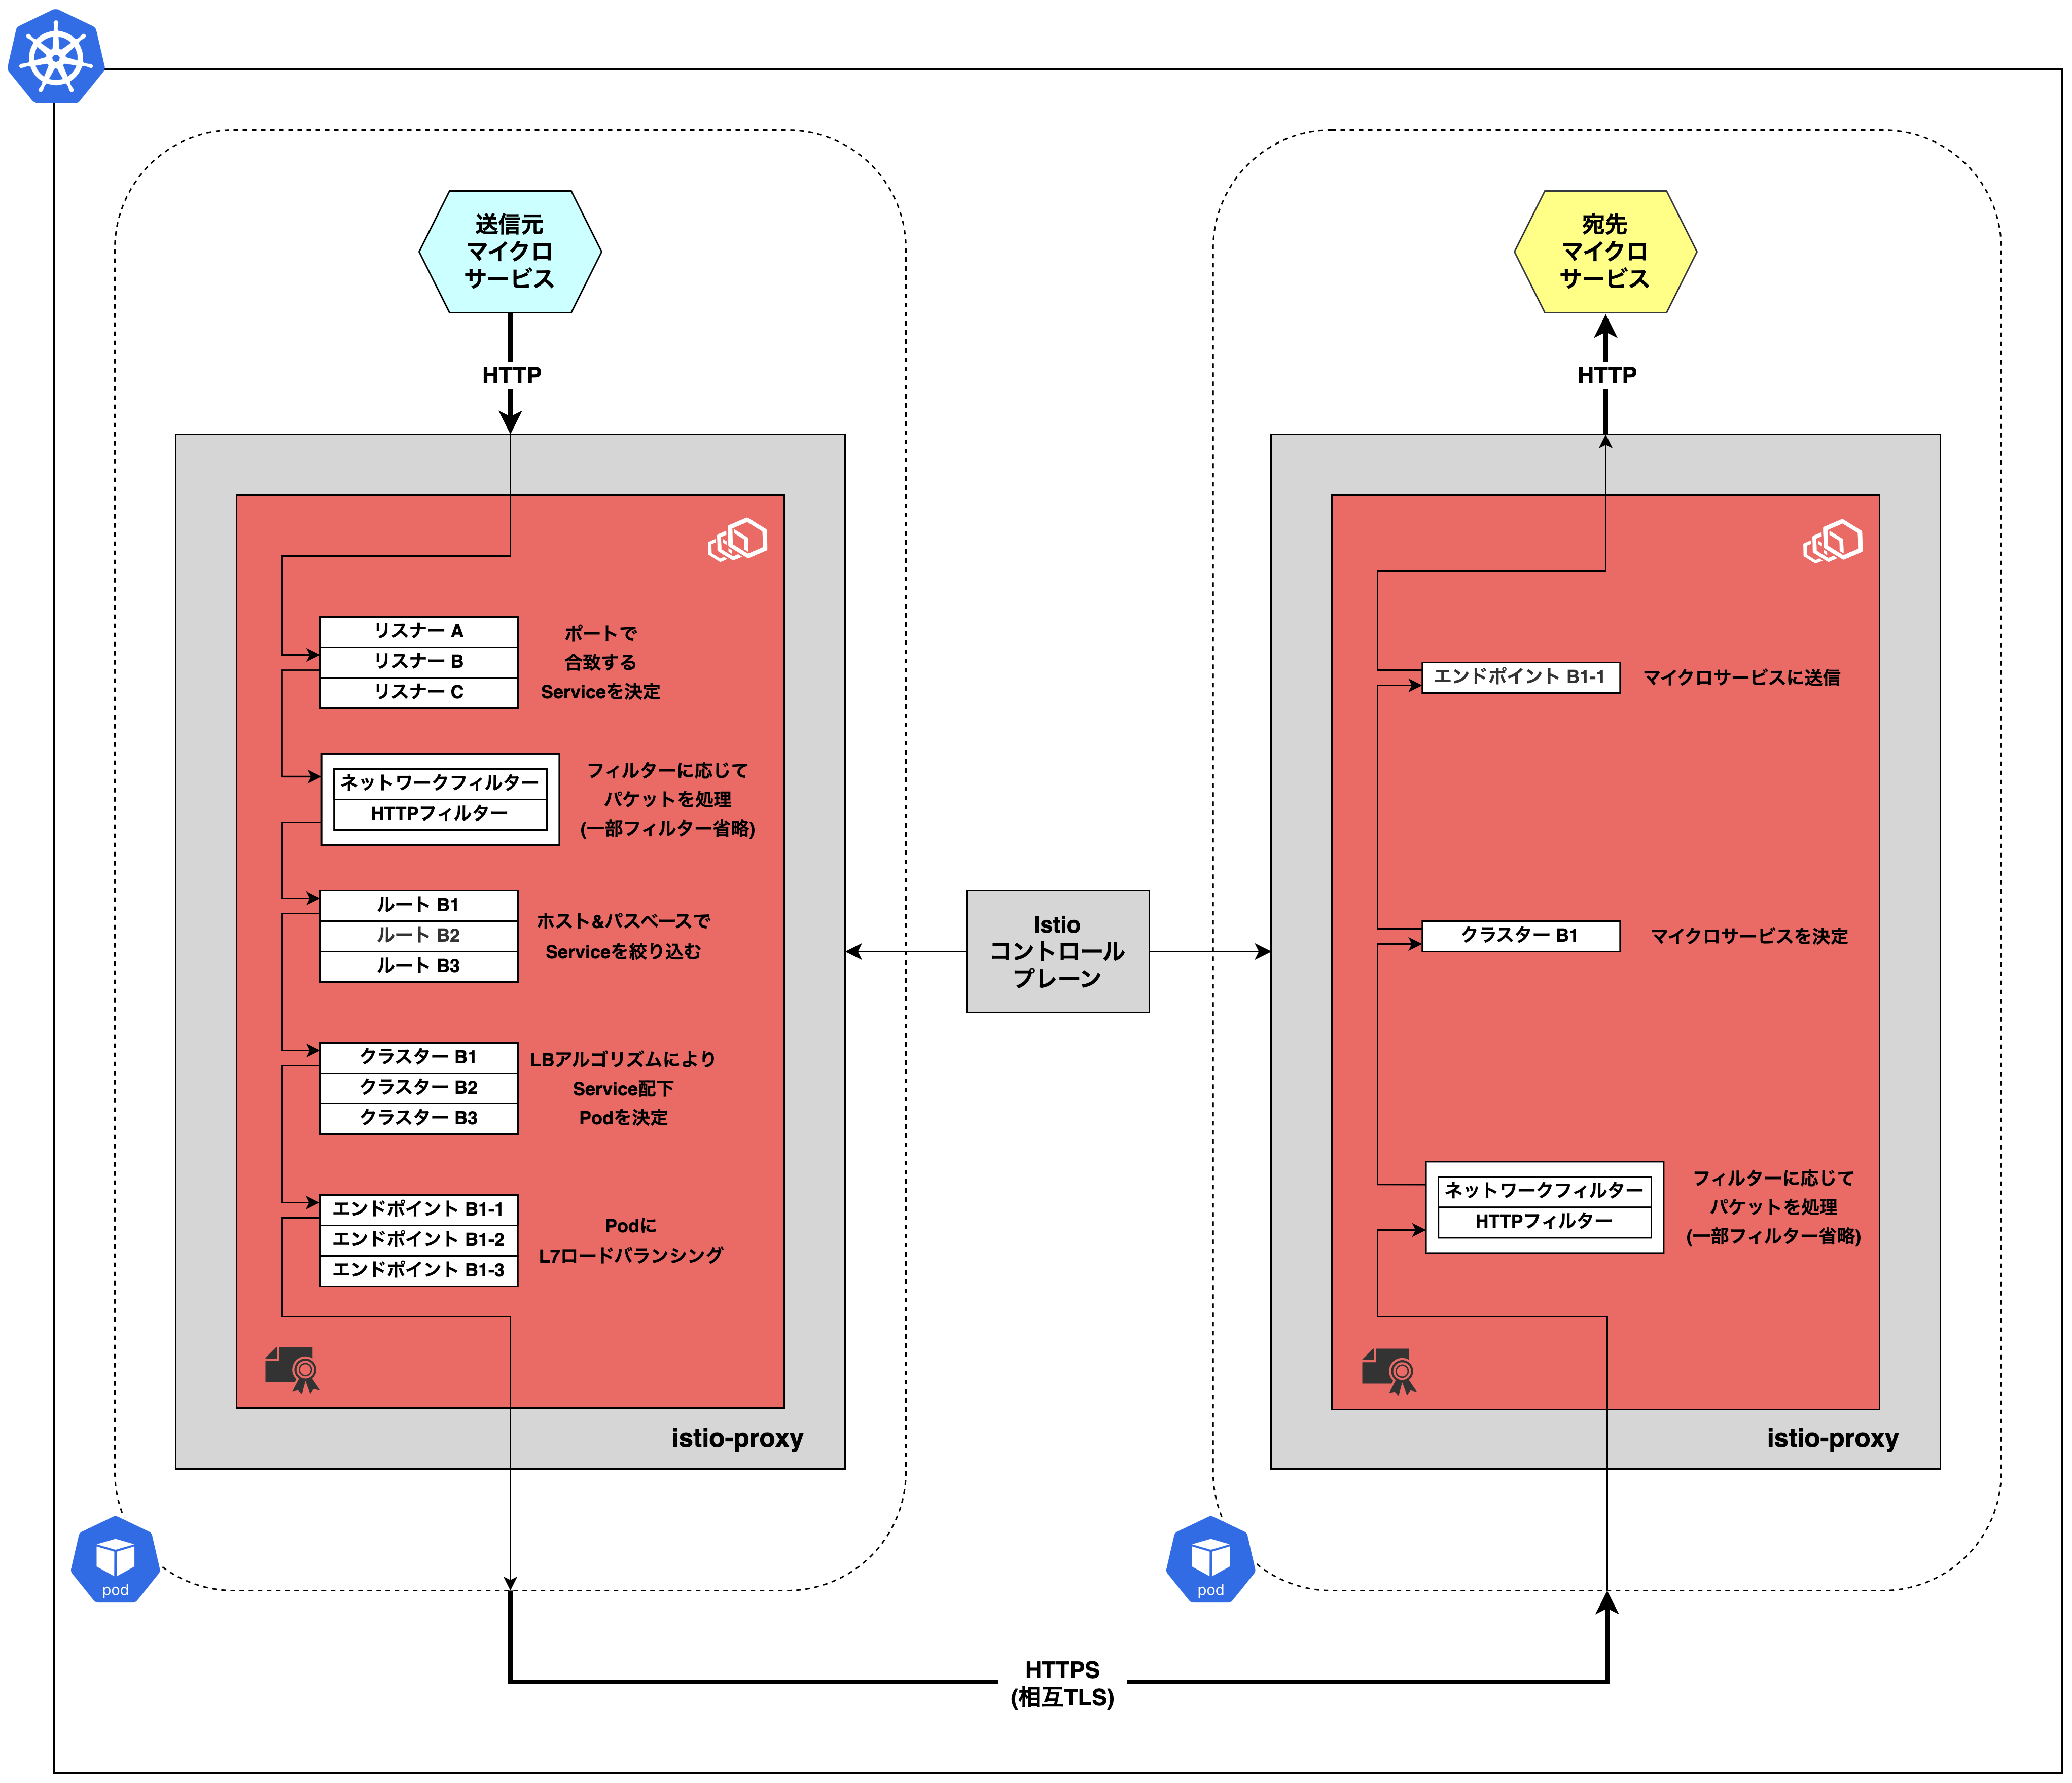 送信元
マイクロ
サービス
HTTP
リスナー A
リスナー B
リスナー C
ポートで
合致する
Serviceを決定
ネットワークフィルター
HTTPフィルター
フィルターに応じて
パケットを処理
(一部フィルター省略)
ルート B1
ルート B2
ルート B3
ホスト&パスベースで
Serviceを絞り込む
クラスター B1
クラスター B2
クラスター B3
LBアルゴリズムにより
Service配下
Podを決定
エンドポイント B1-1
エンドポイント B1-2
エンドポイント B1-3
Podに
L7ロードバランシング
istio-proxy
pod
Istio
コントロール
プレーン
HTTPS
(相互TLS)
宛先
マイクロ
サービス
HTTP
エンドポイント B1-1
マイクロサービスに送信
クラスター B1
マイクロサービスを決定
ネットワークフィルター
HTTPフィルター
フィルターに応じて
パケットを処理
(一部フィルター省略)
istio-proxy
pod